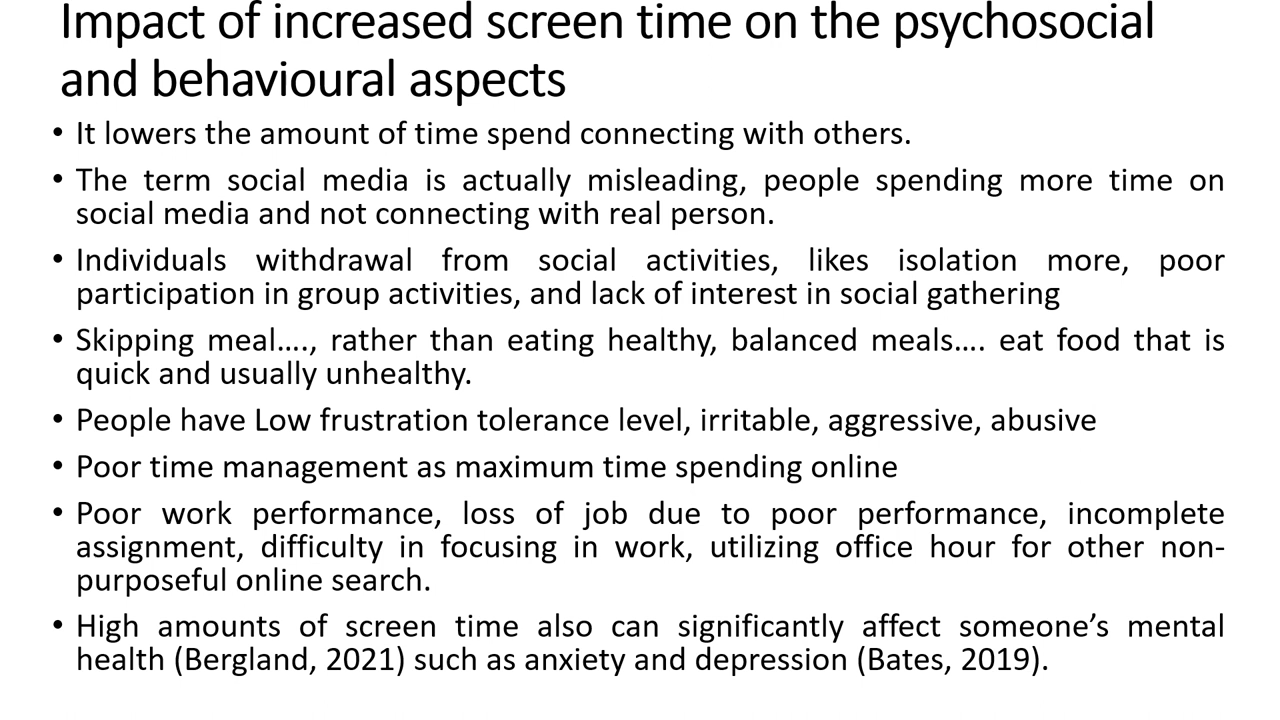 Impact of increased screen time on the psychosocial
and behavioural aspects
• It lowers the amount of time spend connecting with others.
• The term social media is actually misleading, people spending more time on
social media and not connecting with real person.
• Individuals withdrawal from social activities, likes isolation more, poor
participation in group activities, and lack of interest in social gathering
• Skipping meal...., rather than eating healthy, balanced meals.... eat food that is
quick and usually unhealthy.
• People have Low frustration tolerance level, irritable, aggressive, abusive
• Poor time management as maximum time spending online
• Poor work performance, loss of job due to poor performance, incomplete
assignment, difficulty in focusing in work, utilizing office hour for other non-
purposeful online search.
• High amounts of screen time also can significantly affect someone’s mental
health (Bergland, 2021) such as anxiety and depression (Bates, 2019).